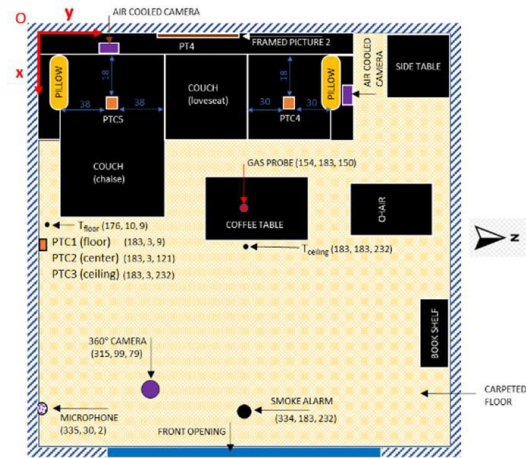 AIR COOLED CAMERA
O
y
x
PT4
FRAMED PICTURE 2
AIR COOLED
CAMERA
SIDE TABLE
PILLOW
18
38
38
PTC5
COUCH
(loveseat)
18
30
30
PTC4
PILLOW
COUCH
(chaise)
GAS PROBE (154, 183, 150)
COFFEE TABLE
CHAIR
Tfloor (176, 10, 9)
PTC1 (floor) (183, 3, 9)
PTC2 (center) (183, 3, 121)
PTC3 (ceiling) (183, 3, 232)
Tceiling (183, 183, 232)
N
BOOK SHELF
360° CAMERA
(315, 99, 79)
CARPETED
FLOOR
MICROPHONE
(335, 30, 2)
SMOKE ALARM
(334, 183, 232)
FRONT OPENING